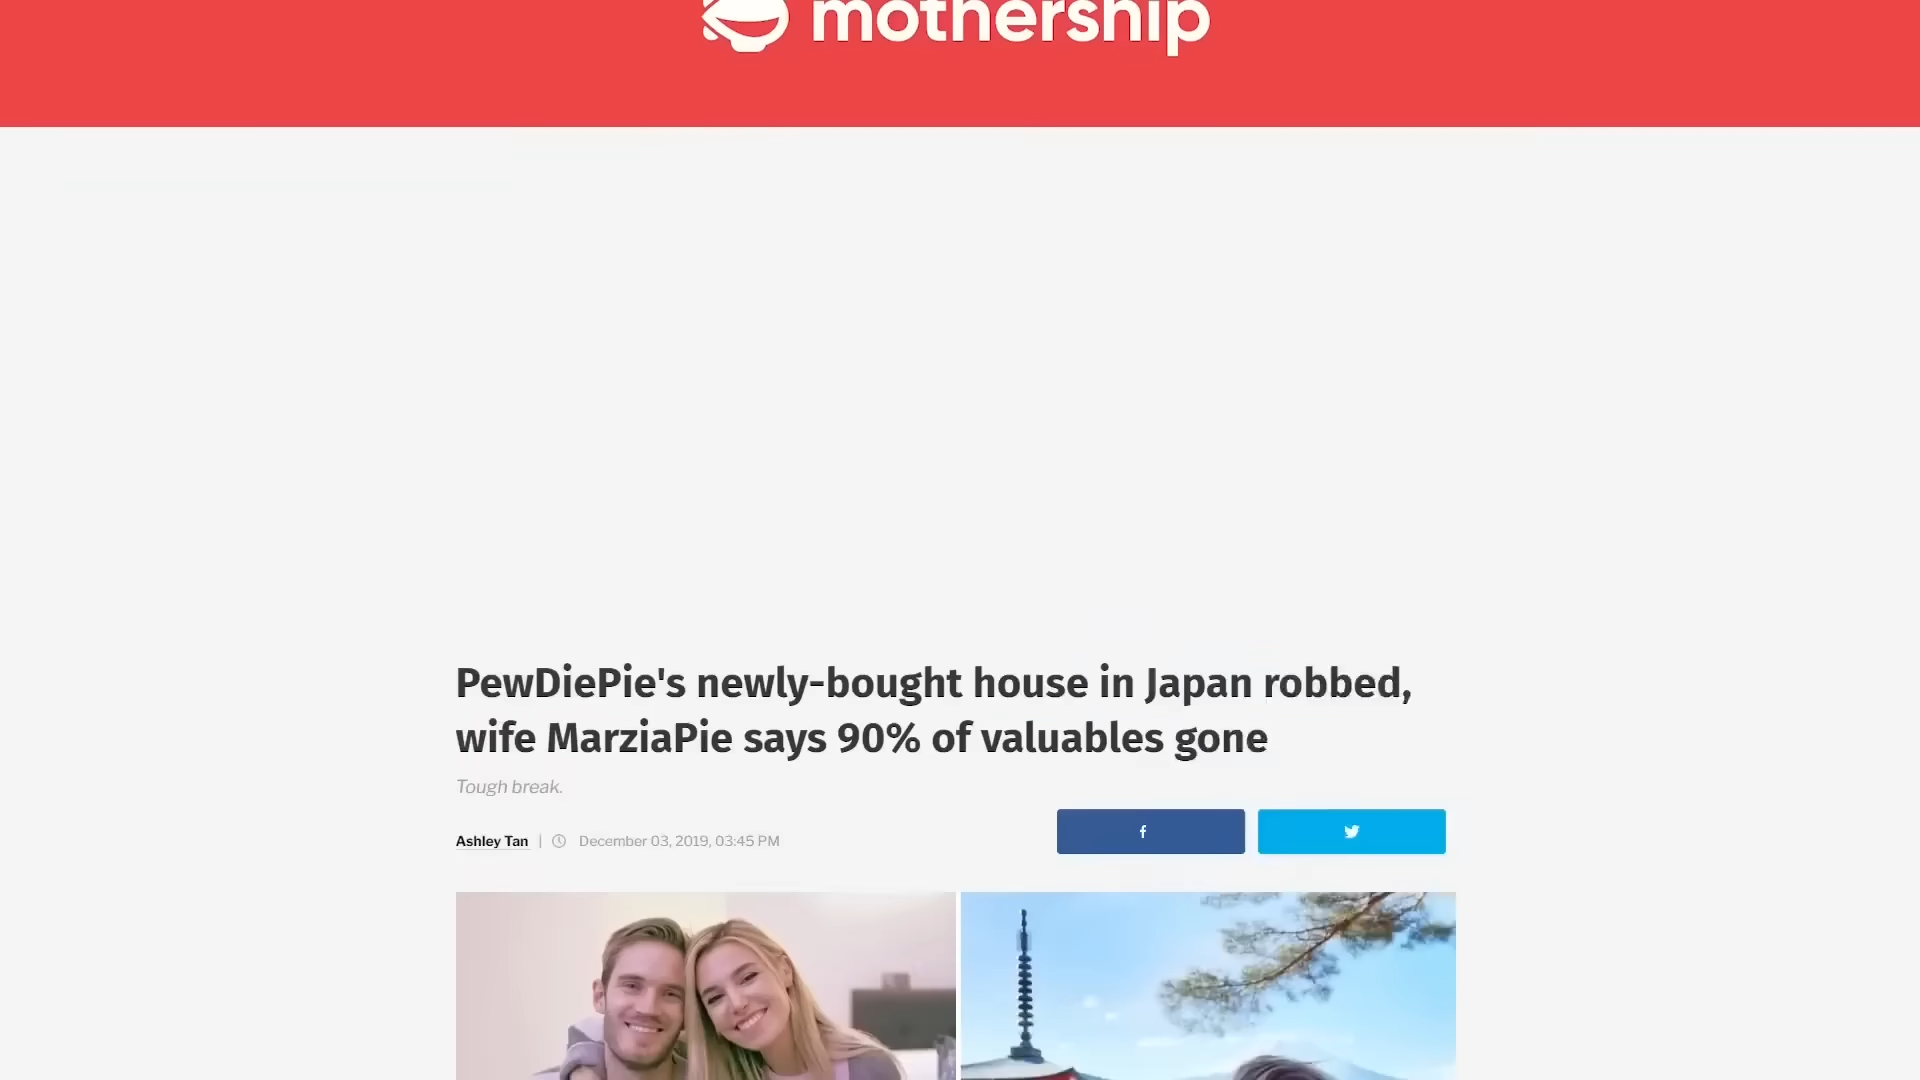 mothership
PewDiePie's newly-bought house in Japan robbed,
wife MarziaPie says 90% of valuables gone
Tough break.
Ashley Tan | December 03, 2019, 03:45 PM